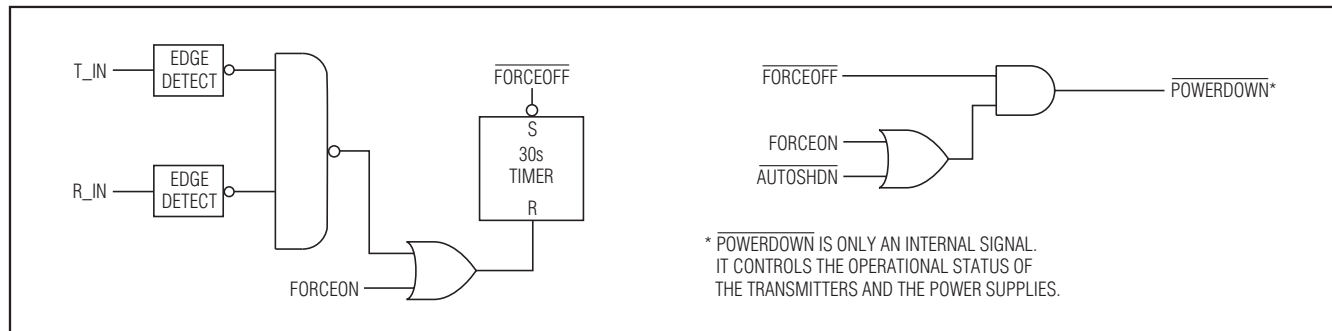 T_IN
EDGE
DETECT
R_IN
EDGE
DETECT
FORCEOFF
S
30s
TIMER
R
FORCEON
FORCEOFF
FORCEON
AUTOSHDN
POWERDOWN*
* POWERDOWN IS ONLY AN INTERNAL SIGNAL.
IT CONTROLS THE OPERATIONAL STATUS OF
THE TRANSMITTERS AND THE POWER SUPPLIES.